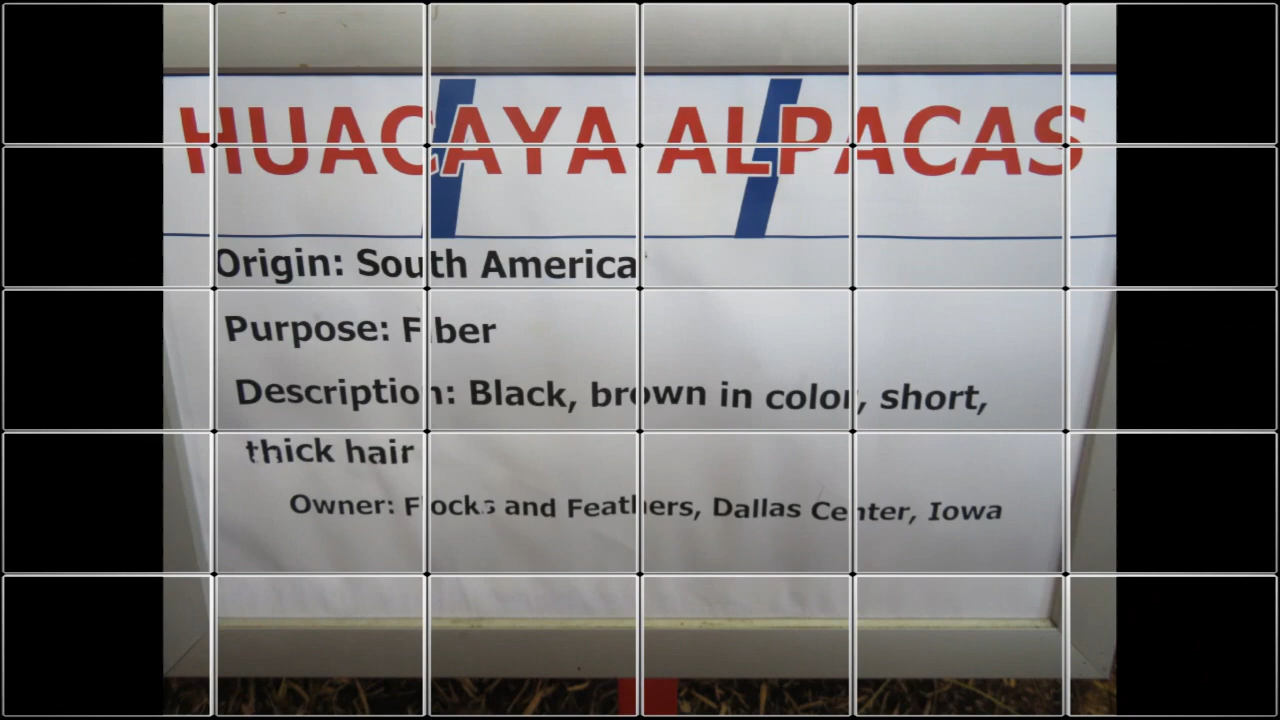 HUACAYA ALPACAS
Origin: South America
Purpose: Fiber
Description: Black, brown in color, short,
thick hair
Owner: Flocks and Feathers, Dallas Center, Iowa